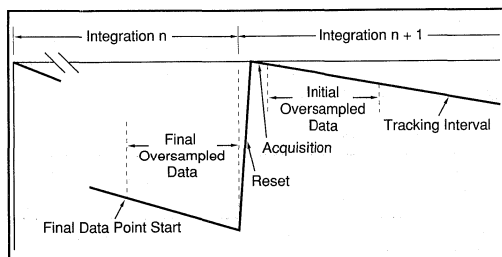 Integration n
Integration n + 1
Initial
Oversampled
Data
Tracking Interval
Final
Oversampled
Data
Acquisition
Reset
Final Data Point Start